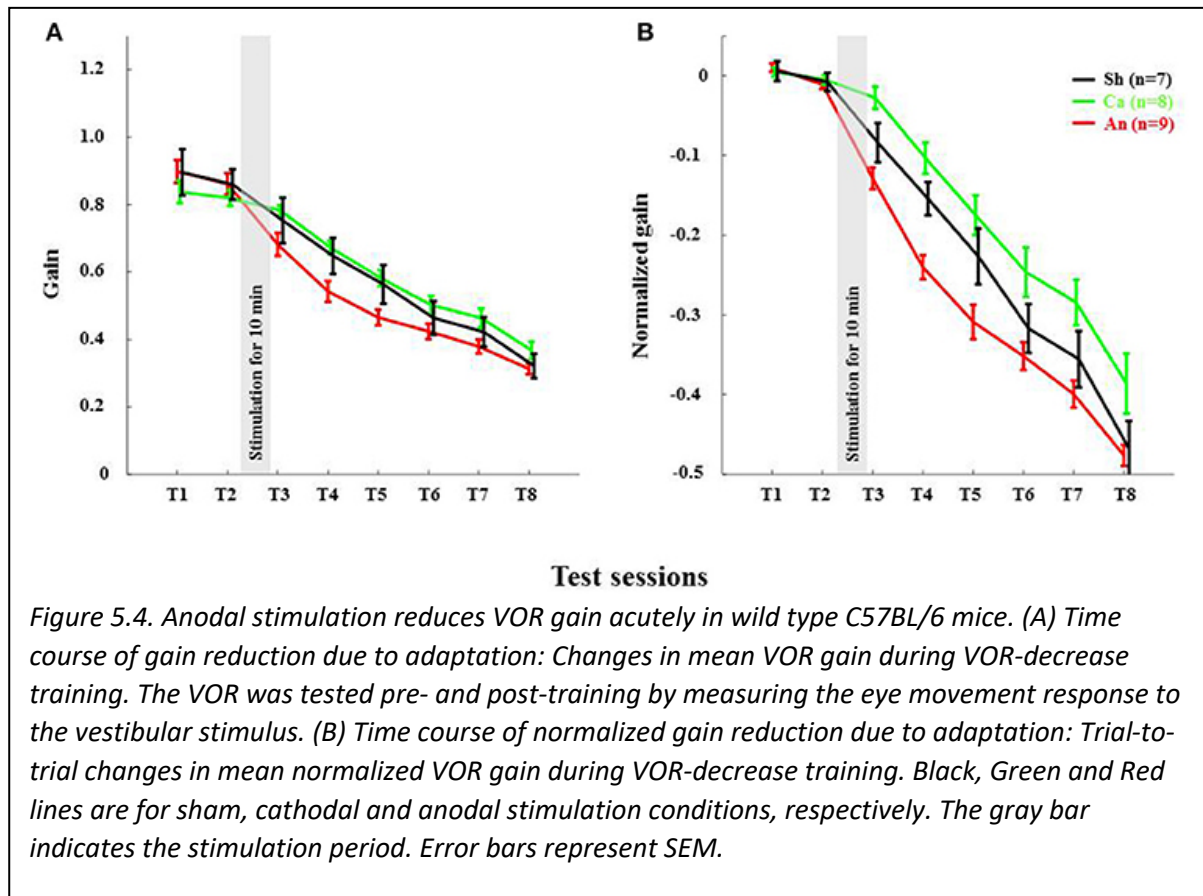 A
1.2
1.0
0.8
0.6
0.4
0.2
0
Gain
Stimulation for 10 min
T1 T2 T3 T4 T5 T6 T7 T8
B
0
-0.1
-0.2
-0.3
-0.4
-0.5
Normalized gain
Stimulation for 10 min
Sh (n=7)
Ca (n=8)
An (n=9)
T1 T2 T3 T4 T5 T6 T7 T8
Test sessions
Figure 5.4. Anodal stimulation reduces VOR gain acutely in wild type C57BL/6 mice. (A) Time
course of gain reduction due to adaptation: Changes in mean VOR gain during VOR-decrease
training. The VOR was tested pre- and post-training by measuring the eye movement response to
the vestibular stimulus. (B) Time course of normalized gain reduction due to adaptation: Trial-to-
trial changes in mean normalized VOR gain during VOR-decrease training. Black, Green and Red
lines are for sham, cathodal and anodal stimulation conditions, respectively. The gray bar
indicates the stimulation period. Error bars represent SEM.